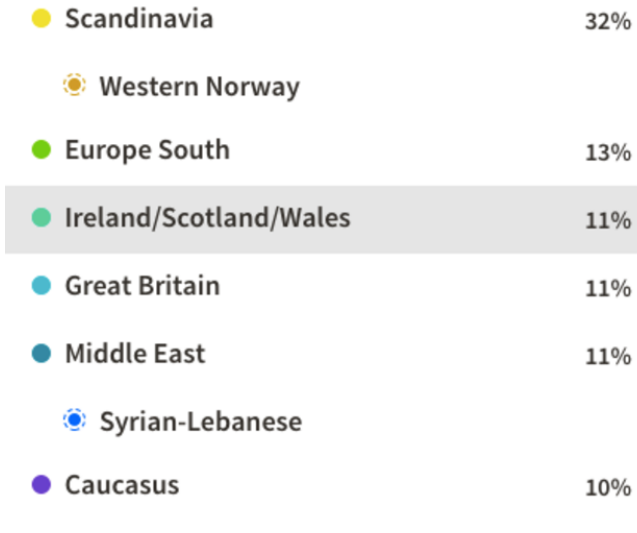 Scandinavia 32%
Western Norway
Europe South 13%
Ireland/Scotland/Wales 11%
Great Britain 11%
Middle East 11%
Syrian-Lebanese
Caucasus 10%